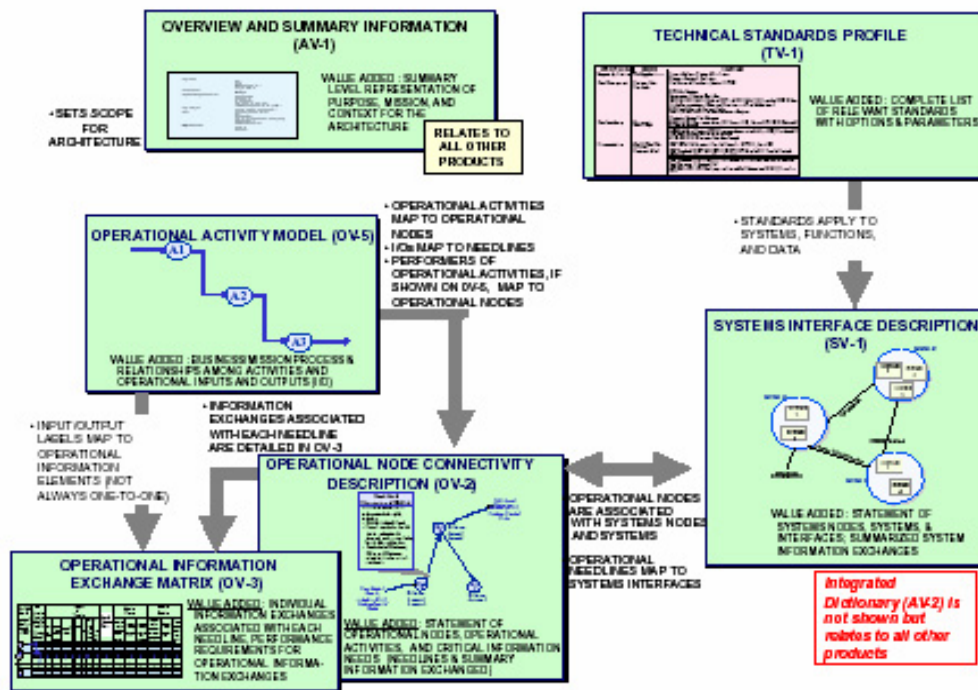 OVERVIEW AND SUMMARY INFORMATION
(AV-1)
VALUE ADDED : SUMMARY
LEVEL REPRESENTATION
OF PURPOSE, MISSION, AND
CONTEXT FOR THE
ARCHITECTURE
• SETS SCOPE
FOR
ARCHITECTURE
RELATES TO
ALL OTHER
PRODUCTS
TECHNICAL STANDARDS PROFILE
(TV-1)
VALUE ADDED : COMPLETE LIST
OF RELEVANT STANDARDS
WITH OPTIONS & PARAMETERS
• OPERATIONAL ACTIVITIES
MAP TO OPERATIONAL
NODES
• I/Os MAP TO NEEDLINES
• PERFORMERS OF
OPERATIONAL ACTIVITIES, IF
SHOWN ON OV-5, MAP TO
OPERATIONAL NODES
• STANDARDS APPLY TO
SYSTEMS, FUNCTIONS,
AND DATA
OPERATIONAL ACTIVITY MODEL (OV-5)
A1
A2
A3
VALUE ADDED : BUSINESS/MISSION PROCESS &
RELATIONSHIPS AMONG ACTIVITIES AND
OPERATIONAL INPUTS AND OUTPUTS (I/O)
SYSTEMS INTERFACE DESCRIPTION
(SV-1)
VALUE ADDED : STATEMENT OF
SYSTEMS NODES, SYSTEMS, &
INTERFACES; SUMMARIZED SYSTEM
INFORMATION EXCHANGES
• INPUT/OUTPUT
LABELS MAP TO
OPERATIONAL
INFORMATION
ELEMENTS (NOT
ALWAYS ONE-TO-ONE)
• INFORMATION
EXCHANGES ASSOCIATED
WITH EACH NEEDLINE
ARE DETAILED IN OV-3
OPERATIONAL NODE CONNECTIVITY
DESCRIPTION (OV-2)
VALUE ADDED : STATEMENT OF
OPERATIONAL NODES, OPERATIONAL
ACTIVITIES, AND CRITICAL INFORMATION
NEEDS (NEEDLINES & SUMMARY
INFORMATION EXCHANGED)
OPERATIONAL NODES
ARE ASSOCIATED
WITH SYSTEMS NODES
AND SYSTEMS
OPERATIONAL
NEEDLINES MAP TO
SYSTEMS INTERFACES
OPERATIONAL INFORMATION
EXCHANGE MATRIX (OV-3)
VALUE ADDED : INDIVIDUAL
INFORMATION EXCHANGES
ASSOCIATED WITH EACH
NEEDLINE, PERFORMANCE
REQUIREMENTS FOR
OPERATIONAL INFORMA-
TION EXCHANGES
Integrated
Dictionary (AV-2) is
not shown but
relates to all other
products